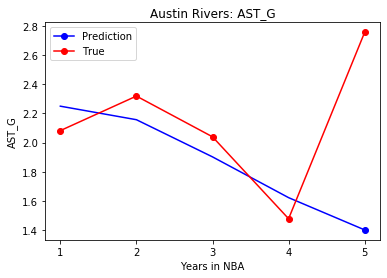 Austin Rivers: AST_G
Prediction
True
AST_G
2.8
2.6
2.4
2.2
2.0
1.8
1.6
1.4
1
2
3
4
5
Years in NBA